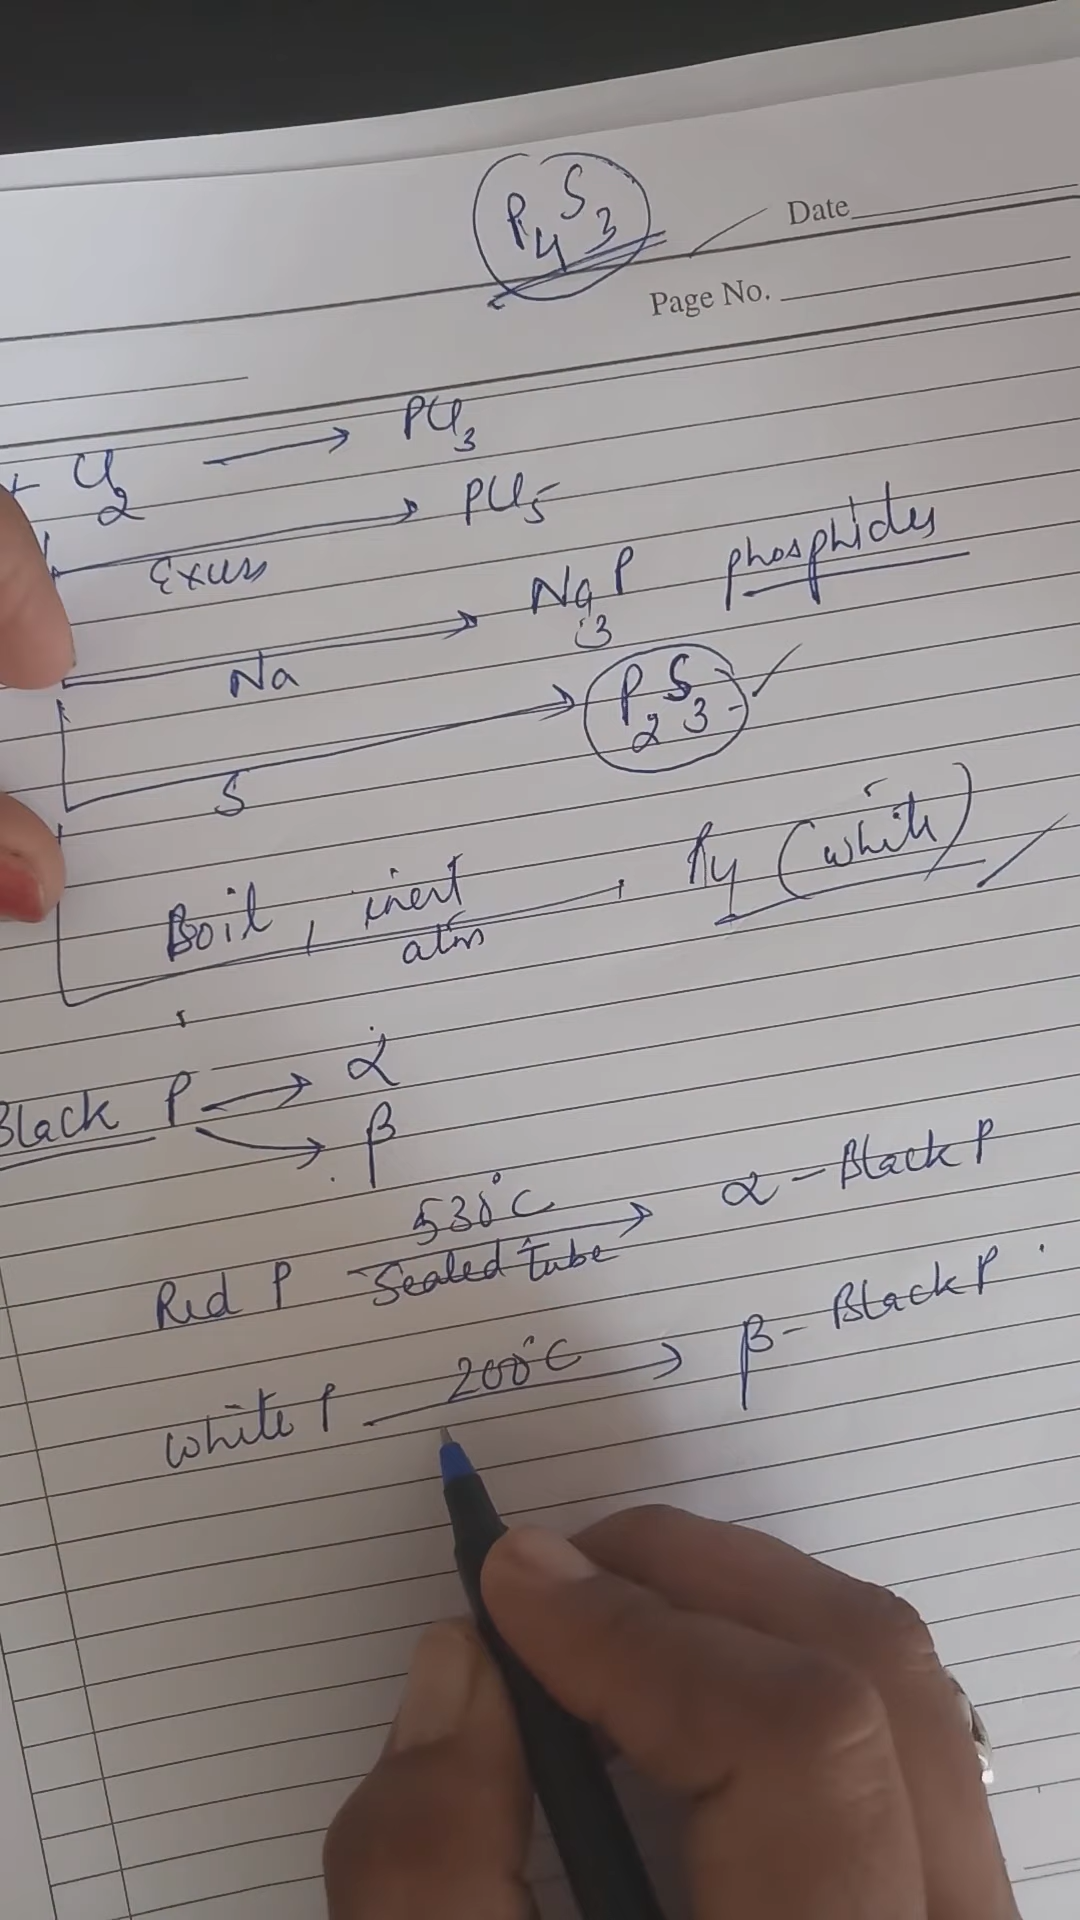 P4S3
Date
Page No.
+ Cl2 → PCl3
Excess → PCl5
Na → Na3P phosphides
S → P2S3
Boil, inert atm → P4 (white)
Black P → α
→ β
Red P 530°C Sealed tube → α - Black P
White P 200°C → β - Black P